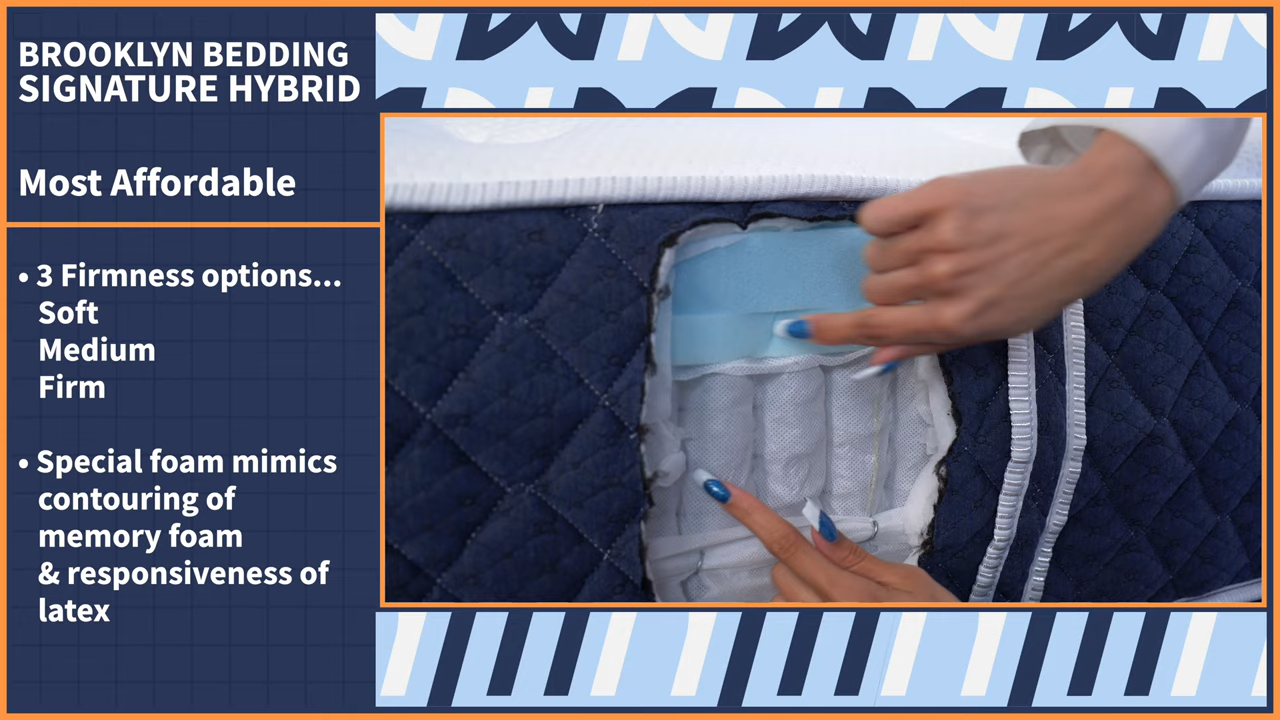 BROOKLYN BEDDING
SIGNATURE HYBRID
Most Affordable
• 3 Firmness options...
Soft
Medium
Firm
• Special foam mimics
contouring of
memory foam
& responsiveness of
latex